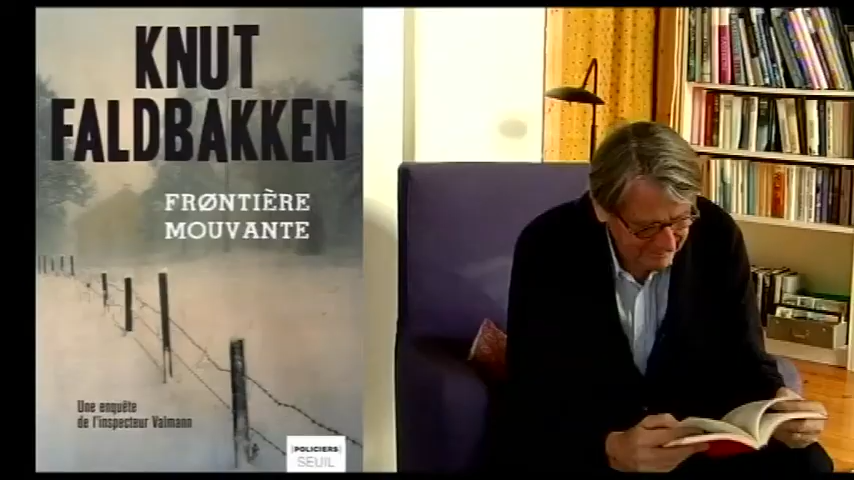 KNUT
FALDBAKKEN
FRØNTIÈRE
MOUVANTE
Une enquête
de l'inspecteur Valmann
POLICIERS
SEUIL